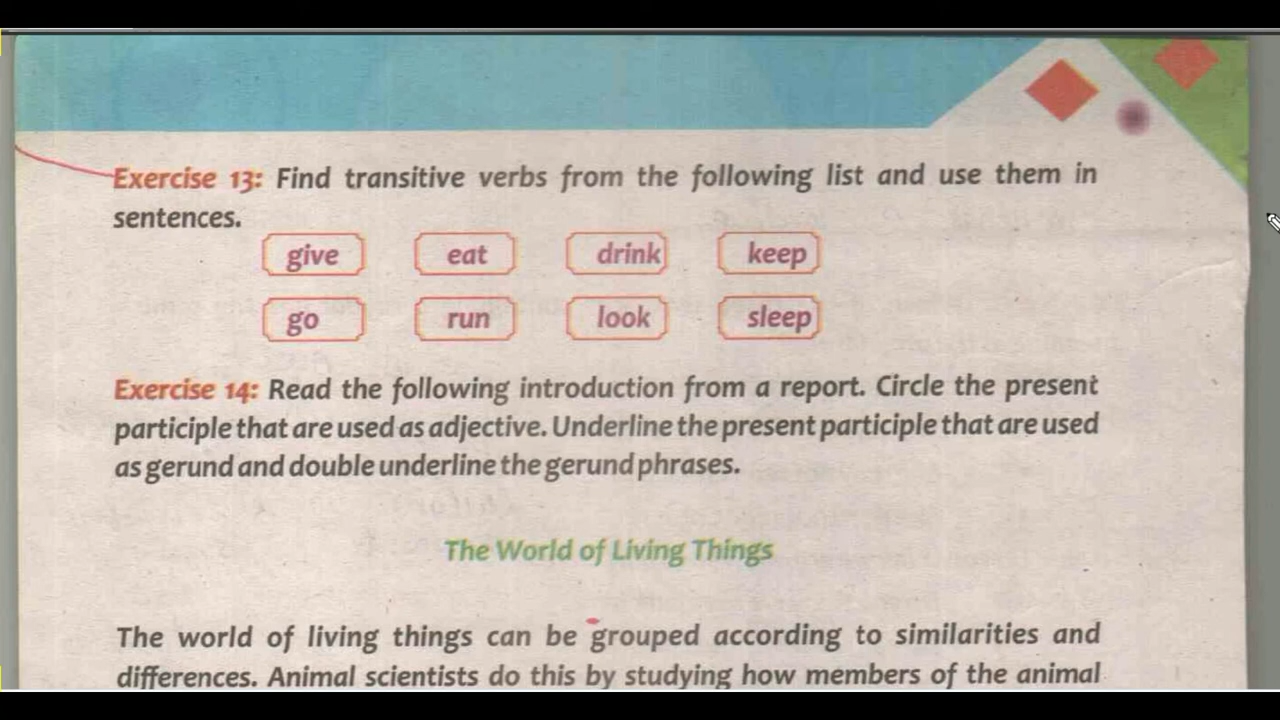 Exercise 13: Find transitive verbs from the following list and use them in
sentences.
give eat drink keep
go run look sleep
Exercise 14: Read the following introduction from a report. Circle the present
participle that are used as adjective. Underline the present participle that are used
as gerund and double underline the gerund phrases.
The World of Living Things
The world of living things can be grouped according to similarities and
differences. Animal scientists do this by studying how members of the animal